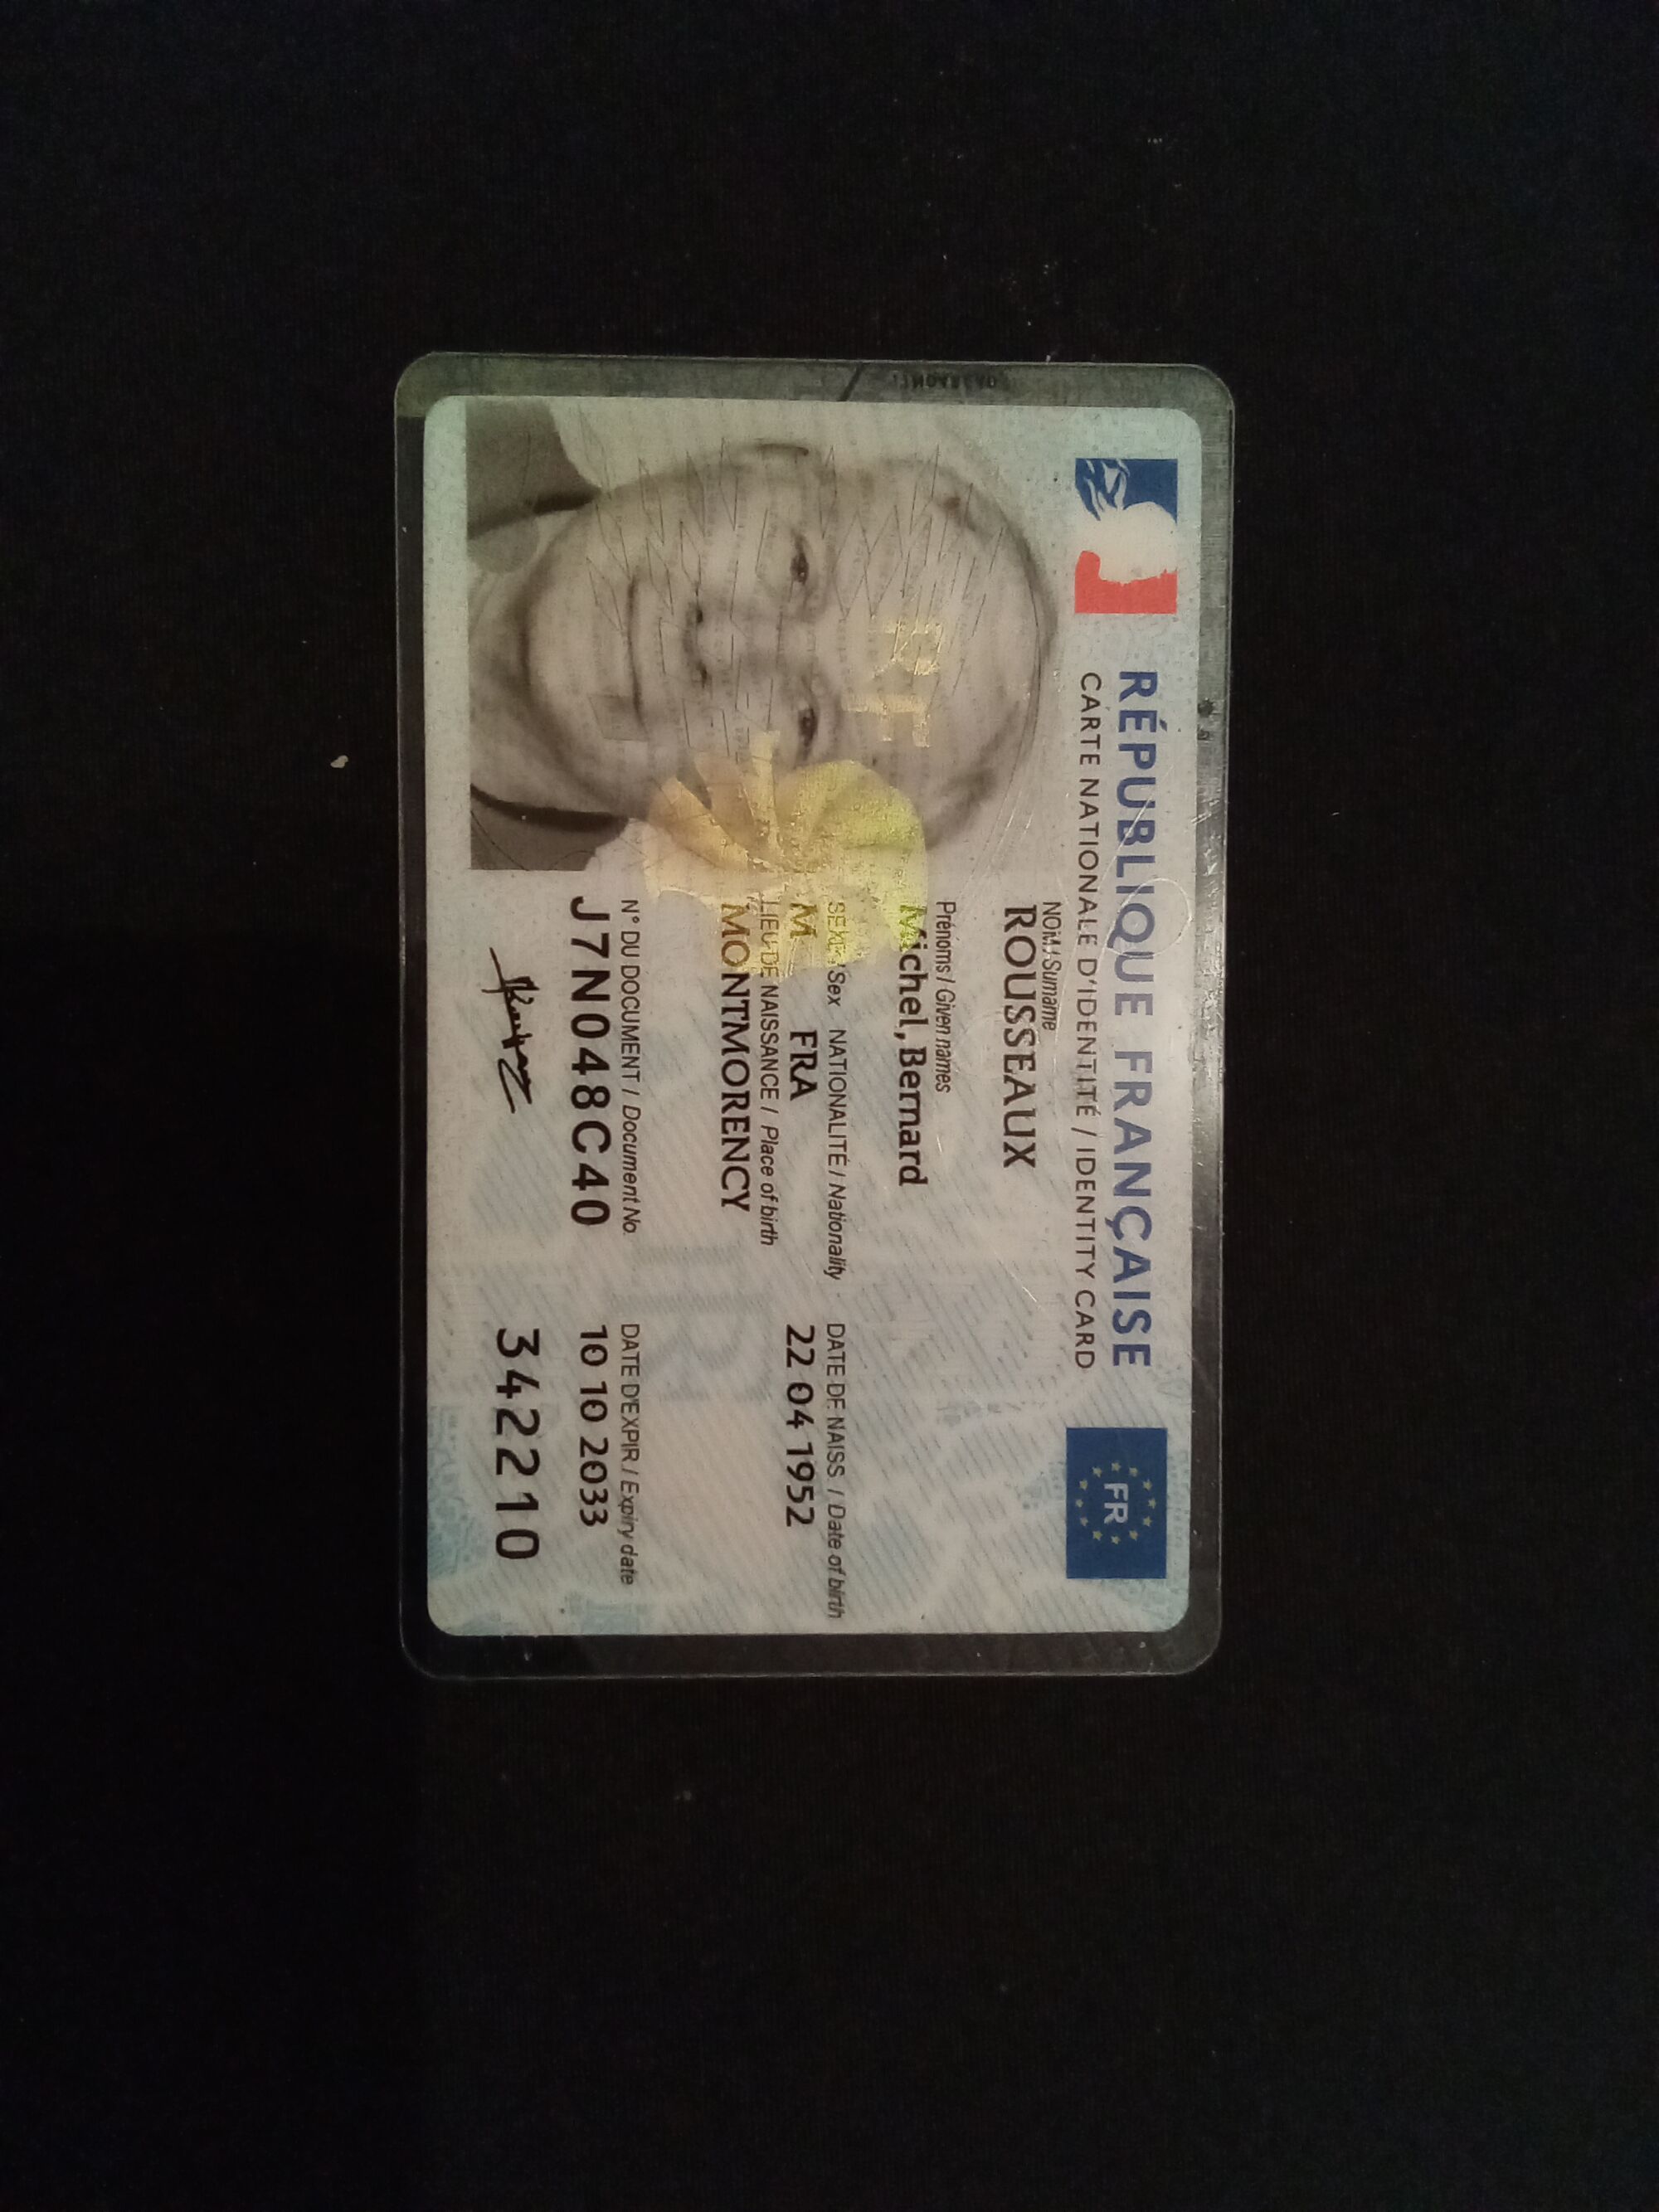 RÉPUBLIQUE FRANÇAISE
CARTE NATIONALE D'IDENTITÉ / IDENTITY CARD
FR
NOM / Surname
ROUSSEAUX
Prénoms / Given names
Michel, Bernard
SEXE / Sex NATIONALITÉ / Nationality DATE DE NAISS. / Date of birth
M FRA 22 04 1952
LIEU DE NAISSANCE / Place of birth
MONTMORENCY
N° DU DOCUMENT / Document No. DATE D'EXPIR. / Expiry date
J7N048C40 10 10 2033
342210
RF